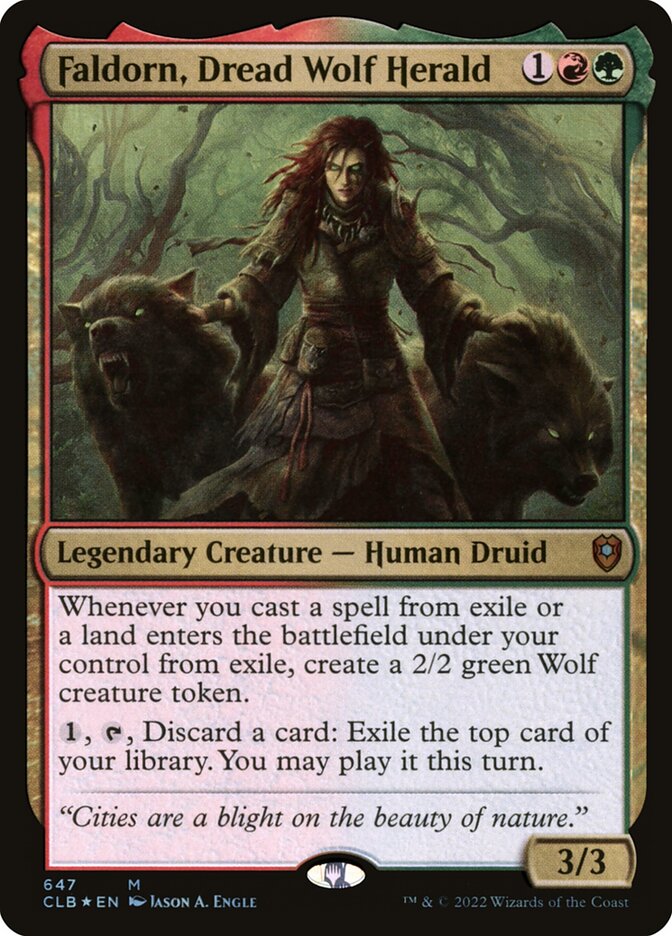 Faldorn, Dread Wolf Herald 1
Legendary Creature — Human Druid
Whenever you cast a spell from exile or
a land enters the battlefield under your
control from exile, create a 2/2 green Wolf
creature token.
1, , Discard a card: Exile the top card of
your library. You may play it this turn.
“Cities are a blight on the beauty of nature.”
3/3
647 M
CLB★EN Jason A. Engle ™ & © 2022 Wizards of the Coast